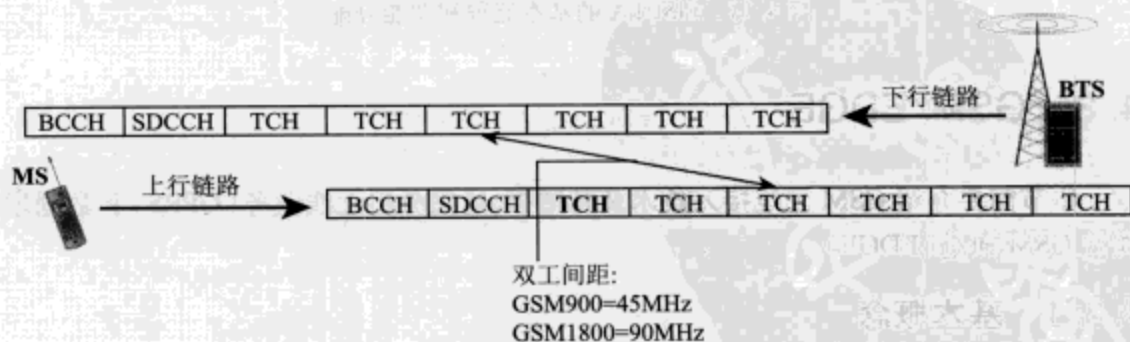 下行链路
BTS
BCCH SDCCH TCH TCH TCH TCH TCH TCH
MS
上行链路
BCCH SDCCH TCH TCH TCH TCH TCH TCH
双工间距:
GSM900=45MHz
GSM1800=90MHz